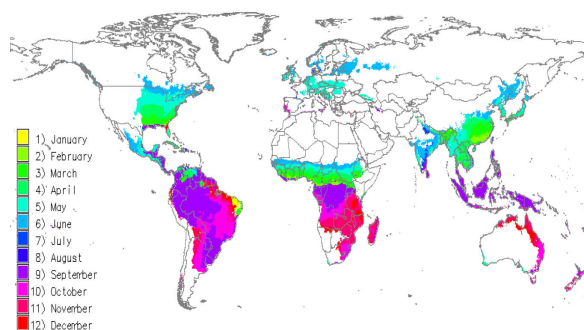 1) January
2) February
3) March
4) April
5) May
6) June
7) July
8) August
9) September
10) October
11) November
12) December